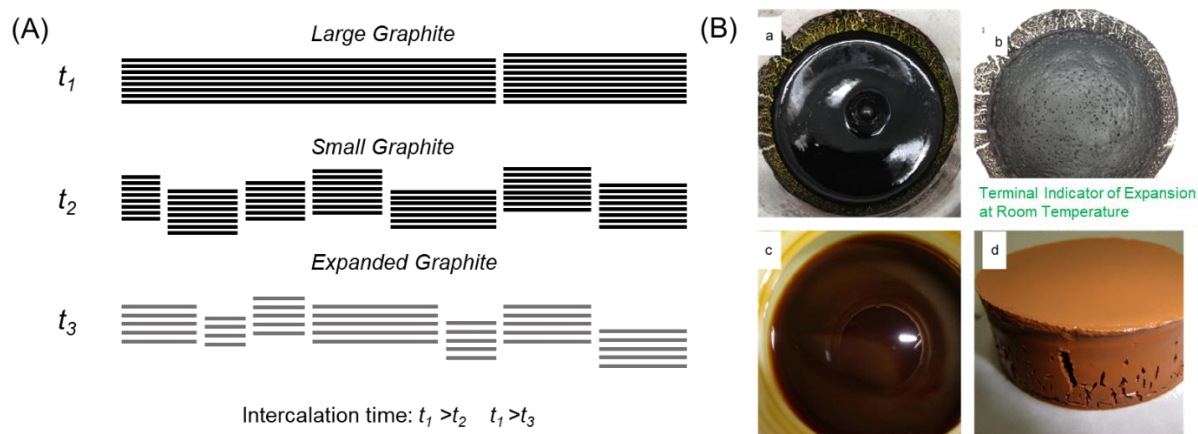 (A)
Large Graphite
t1
Small Graphite
t2
Expanded Graphite
t3
Intercalation time: t1 >t2 t1 >t3
(B)
a
b
Terminal Indicator of Expansion
at Room Temperature
c
d